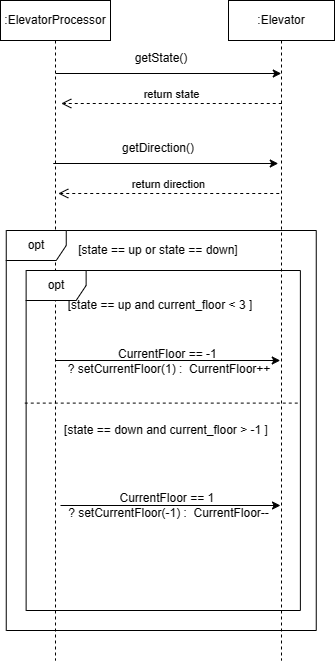 :ElevatorProcessor
:Elevator
getState()
return state
getDirection()
return direction
opt
[state == up or state == down]
opt
[state == up and current_floor < 3 ]
CurrentFloor == -1
? setCurrentFloor(1) : CurrentFloor++
[state == down and current_floor > -1 ]
CurrentFloor == 1
? setCurrentFloor(-1) : CurrentFloor--